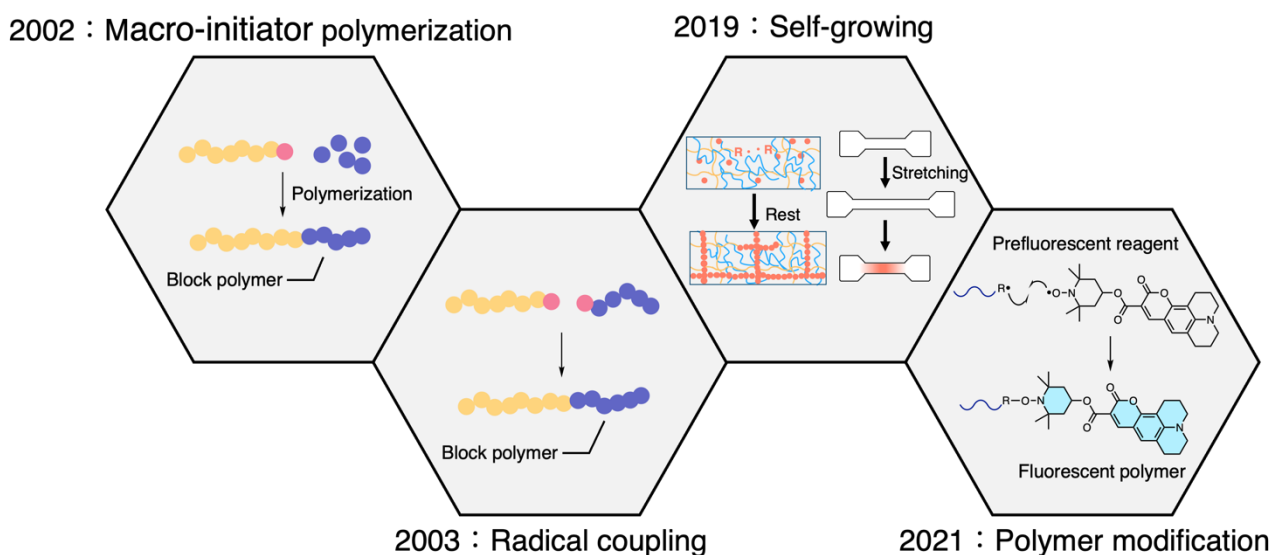 2002：Macro-initiator polymerization
Polymerization
Block polymer
2003：Radical coupling
Block polymer
2019：Self-growing
R · · R
Rest
Stretching
2021：Polymer modification
Prefluorescent reagent
R•
•O
N
O
O
O
O
N
R
O
N
O
O
O
O
N
Fluorescent polymer